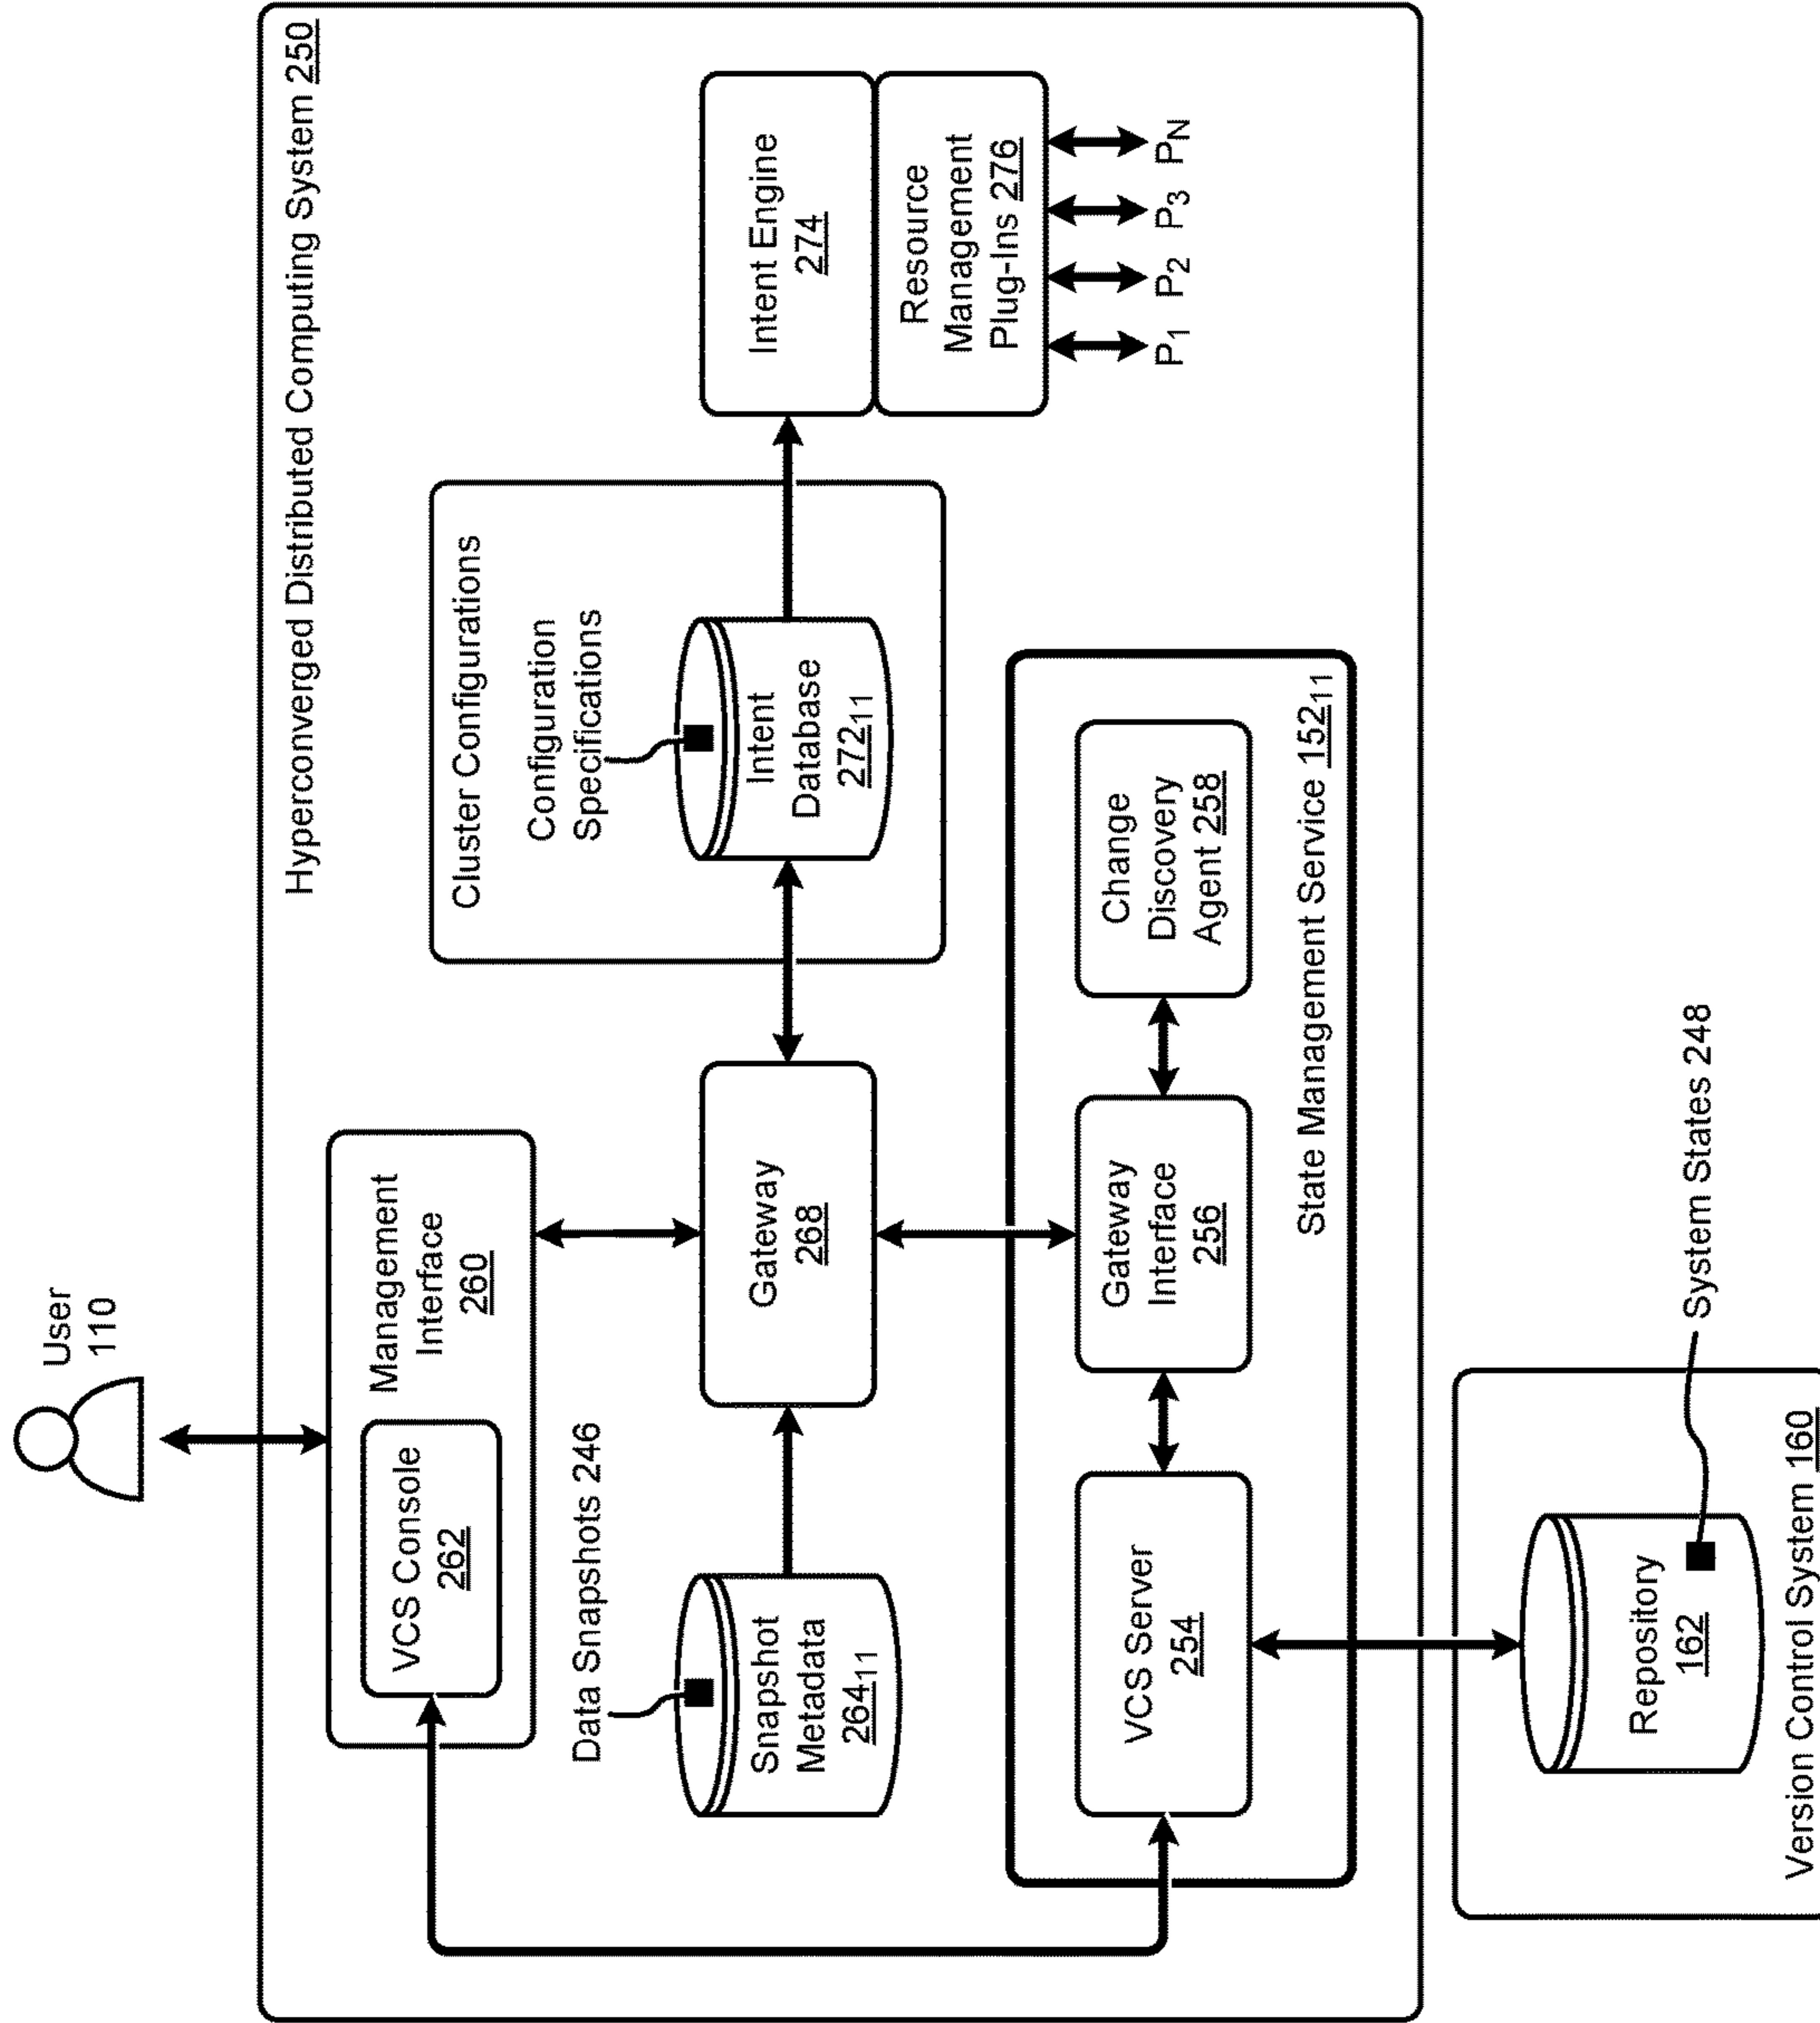 User
110
Hyperconverged Distributed Computing System 250
Management
Interface
260
VCS Console
262
Data Snapshots 246
Snapshot
Metadata
264₁₁
Gateway
268
Cluster Configurations
Configuration
Specifications
Intent
Database
272₁₁
Intent Engine
274
Resource
Management
Plug-Ins 276
P₁ P₂ P₃ P_N
VCS Server
254
Gateway
Interface
256
Change
Discovery
Agent 258
State Management Service 152₁₁
Repository
162
System States 248
Version Control System 160